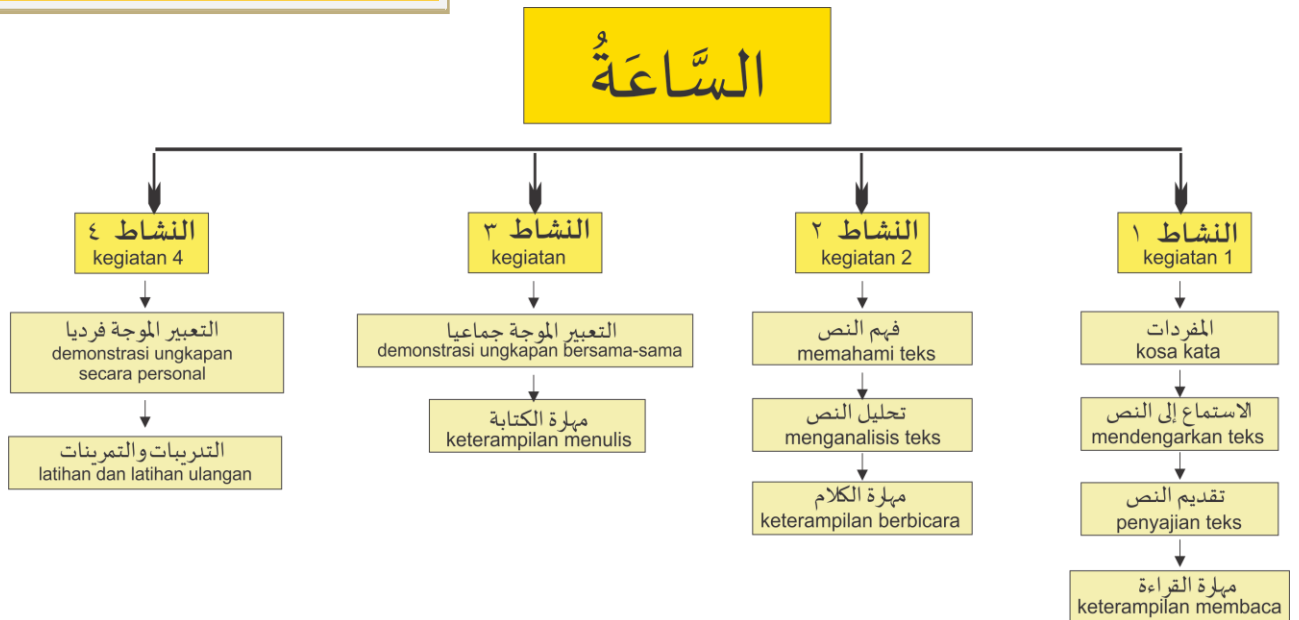 السَّاعَةُ
النشاط ١
kegiatan 1
المفردات
kosa kata
الاستماع إلى النص
mendengarkan teks
تقديم النص
penyajian teks
مهارة القراءة
keterampilan membaca
النشاط ٢
kegiatan 2
فهم النص
memahami teks
تحليل النص
menganalisis teks
مهارة الكلام
keterampilan berbicara
النشاط ٣
kegiatan
التعبير الموجة جماعيا
demonstrasi ungkapan bersama-sama
مهارة الكتابة
keterampilan menulis
النشاط ٤
kegiatan 4
التعبير الموجة فرديا
demonstrasi ungkapan
secara personal
التدريبات والتمرينات
latihan dan latihan ulangan